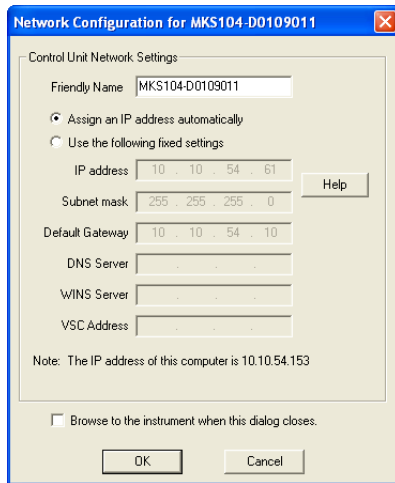 Network Configuration for MKS104-D0109011
Control Unit Network Settings
Friendly Name MKS104-D0109011
Assign an IP address automatically
Use the following fixed settings
IP address 10 . 10 . 54 . 61
Help
Subnet mask 255 . 255 . 255 . 0
Default Gateway 10 . 10 . 54 . 10
DNS Server . . .
WINS Server . . .
VSC Address . . .
Note: The IP address of this computer is 10.10.54.153
Browse to the instrument when this dialog closes.
OK Cancel